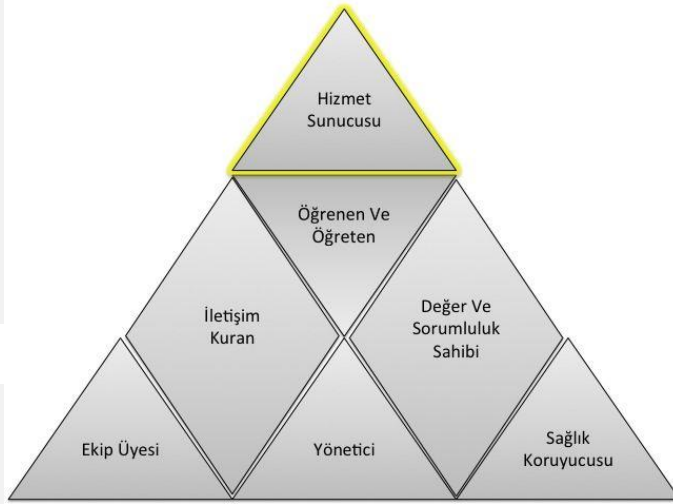 Hizmet
Sunucusu
Öğrenen Ve
Öğreten
İletişim
Kuran
Değer Ve
Sorumluluk
Sahibi
Ekip Üyesi
Yönetici
Sağlık
Koruyucusu